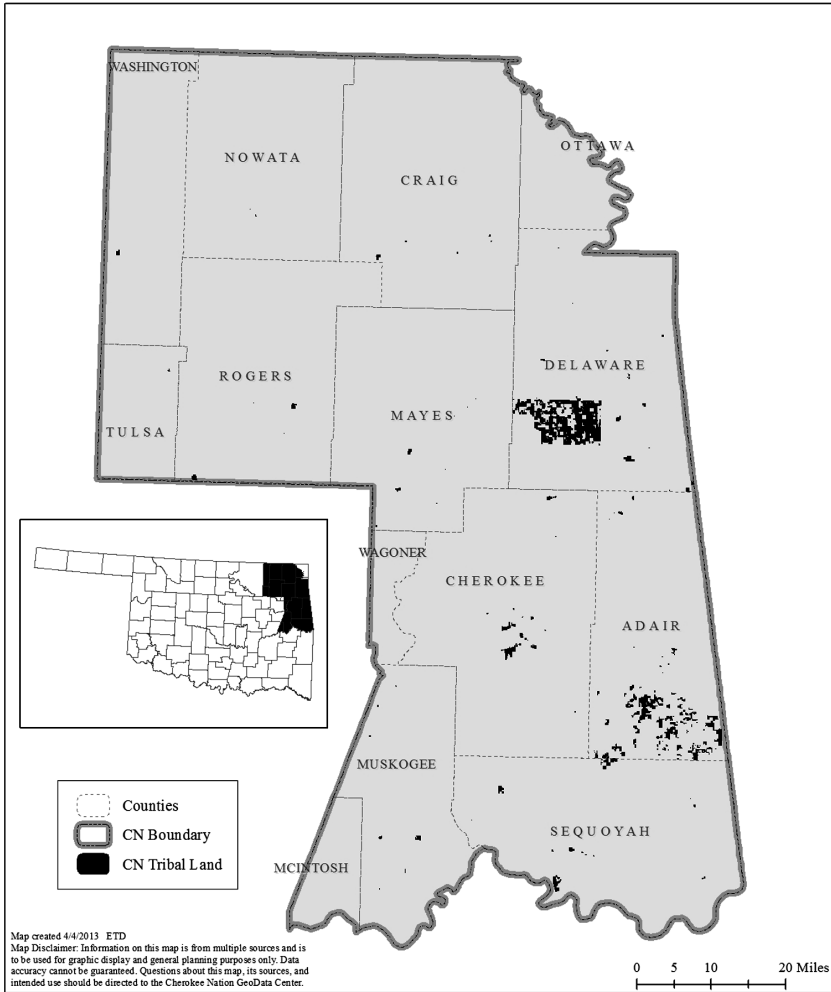 WASHINGTON
OTTAWA
NOWATA
CRAIG
DELAWARE
ROGERS
MAYES
TULSA
WAGONER
CHEROKEE
ADAIR
MUSKOGEE
SEQUOYAH
MCINTOSH
Counties
CN Boundary
CN Tribal Land
Map created 4/4/2013 ETD
Map Disclaimer: Information on this map is from multiple sources and is
to be used for graphic display and general planning purposes only. Data
accuracy cannot be guaranteed. Questions about this map, its sources, and
intended use should be directed to the Cherokee Nation GeoData Center.
0 5 10 20 Miles